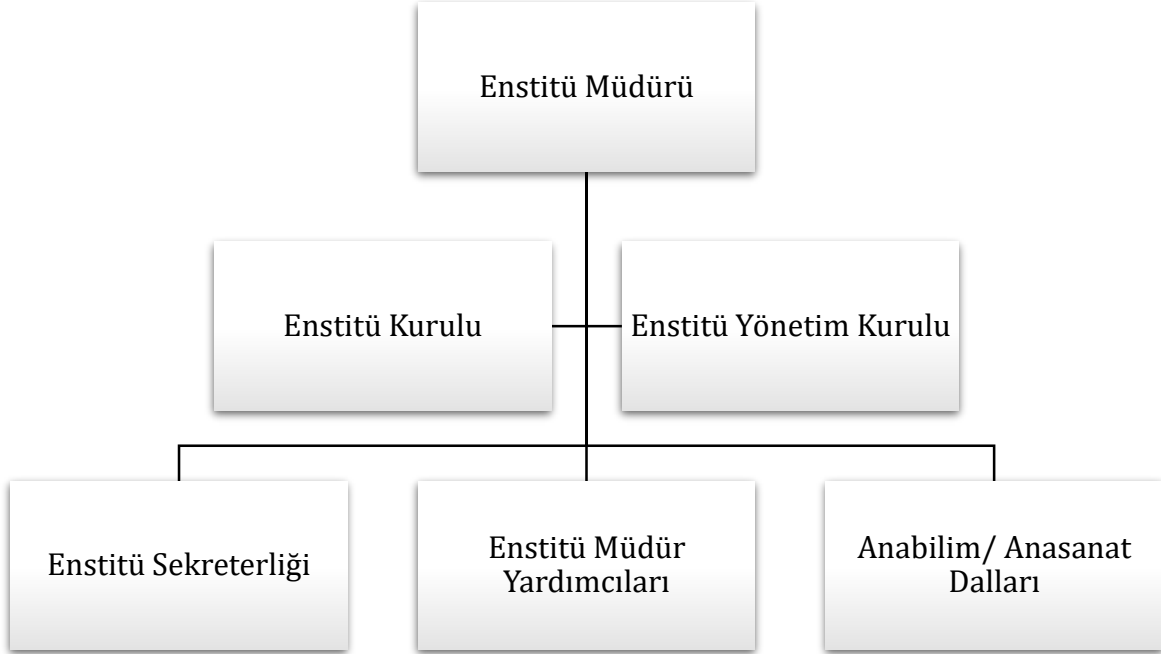 Enstitü Müdürü
Enstitü Kurulu
Enstitü Yönetim Kurulu
Enstitü Sekreterliği
Enstitü Müdür
Yardımcıları
Anabilim/ Anasanat
Dalları